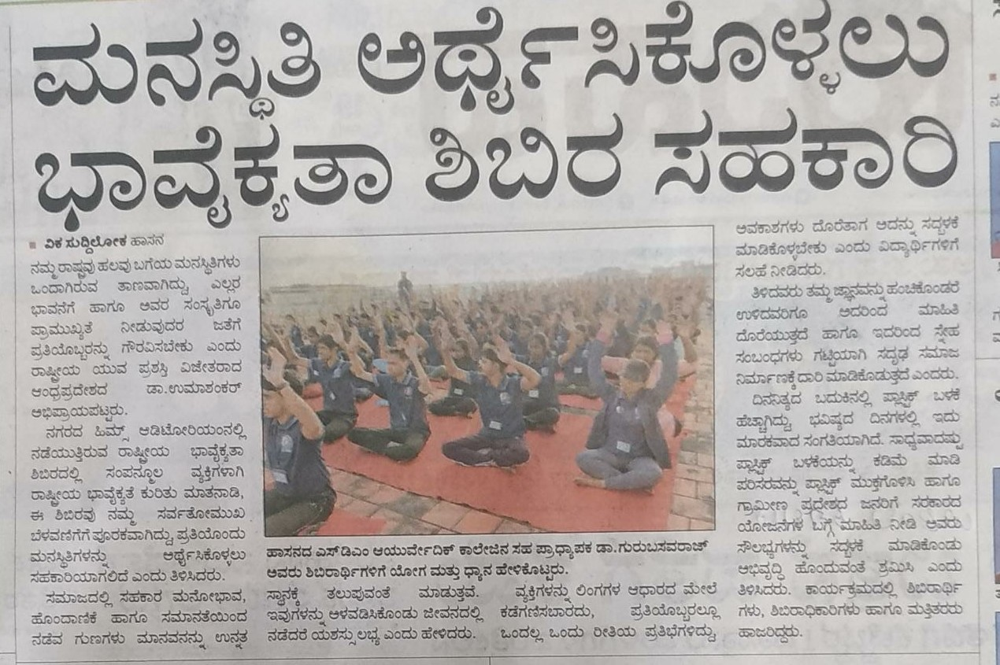 ಮನಸ್ಥಿತಿ ಅರ್ಥೈಸಿಕೊಳ್ಳಲು
ಭಾವೈಕ್ಯತಾ ಶಿಬಿರ ಸಹಕಾರಿ
■ ವಿಕ ಸುದ್ದಿಲೋಕ ಹಾಸನ
ನಮ್ಮ ರಾಷ್ಟ್ರವು ಹಲವು ಬಗೆಯ ಮನಸ್ಥಿತಿಗಳು
ಒಂದಾಗಿರುವ ತಾಣವಾಗಿದ್ದು, ಎಲ್ಲರ
ಭಾವನೆಗೆ ಹಾಗೂ ಅವರ ಸಂಸ್ಕೃತಿಗೂ
ಪ್ರಾಮುಖ್ಯತೆ ನೀಡುವುದರ ಜತೆಗೆ
ಪ್ರತಿಯೊಬ್ಬರನ್ನು ಗೌರವಿಸಬೇಕು ಎಂದು
ರಾಷ್ಟ್ರೀಯ ಯುವ ಪ್ರಶಸ್ತಿ ವಿಜೇತರಾದ
ಆಂಧ್ರಪ್ರದೇಶದ ಡಾ.ಉಮಾಶಂಕರ್
ಅಭಿಪ್ರಾಯಪಟ್ಟರು.
ನಗರದ ಹಿಮ್ಸ್ ಆಡಿಟೋರಿಯಂನಲ್ಲಿ
ನಡೆಯುತ್ತಿರುವ ರಾಷ್ಟ್ರೀಯ ಭಾವೈಕ್ಯತಾ
ಶಿಬಿರದಲ್ಲಿ ಸಂಪನ್ಮೂಲ ವ್ಯಕ್ತಿಗಳಾಗಿ
ರಾಷ್ಟ್ರೀಯ ಭಾವೈಕ್ಯತೆ ಕುರಿತು ಮಾತನಾಡಿ,
ಈ ಶಿಬಿರವು ನಮ್ಮ ಸರ್ವತೋಮುಖ
ಬೆಳವಣಿಗೆಗೆ ಪೂರಕವಾಗಿದ್ದು, ಪ್ರತಿಯೊಂದು
ಮನಸ್ಥಿತಿಗಳನ್ನು ಅರ್ಥೈಸಿಕೊಳ್ಳಲು
ಸಹಕಾರಿಯಾಗಲಿದೆ ಎಂದು ತಿಳಿಸಿದರು.
ಸಮಾಜದಲ್ಲಿ ಸಹಕಾರ ಮನೋಭಾವ,
ಹೊಂದಾಣಿಕೆ ಹಾಗೂ ಸಮಾನತೆಯಿಂದ
ನಡೆವ ಗುಣಗಳು ಮಾನವನನ್ನು ಉನ್ನತ
ಹಾಸನದ ಎಸ್‌ಡಿಎಂ ಆಯುರ್ವೇದಿಕ್ ಕಾಲೇಜಿನ ಸಹ ಪ್ರಾಧ್ಯಾಪಕ ಡಾ.ಗುರುಬಸವರಾಜ್
ಅವರು ಶಿಬಿರಾರ್ಥಿಗಳಿಗೆ ಯೋಗ ಮತ್ತು ಧ್ಯಾನ ಹೇಳಿಕೊಟ್ಟರು.
ಸ್ಥಾನಕ್ಕೆ ತಲುಪುವಂತೆ ಮಾಡುತ್ತವೆ.
ಇವುಗಳನ್ನು ಅಳವಡಿಸಿಕೊಂಡು ಜೀವನದಲ್ಲಿ
ನಡೆದರೆ ಯಶಸ್ಸು ಲಭ್ಯ ಎಂದು ಹೇಳಿದರು.
ವ್ಯಕ್ತಿಗಳನ್ನು ಲಿಂಗಗಳ ಆಧಾರದ ಮೇಲೆ
ಕಡೆಗಣಿಸಬಾರದು, ಪ್ರತಿಯೊಬ್ಬರಲ್ಲೂ
ಒಂದಲ್ಲ ಒಂದು ರೀತಿಯ ಪ್ರತಿಭೆಗಳಿದ್ದು,
ಅವಕಾಶಗಳು ದೊರೆತಾಗ ಅದನ್ನು ಸದ್ಬಳಕೆ
ಮಾಡಿಕೊಳ್ಳಬೇಕು ಎಂದು ವಿದ್ಯಾರ್ಥಿಗಳಿಗೆ
ಸಲಹೆ ನೀಡಿದರು.
ತಿಳಿದವರು ತಮ್ಮ ಜ್ಞಾನವನ್ನು ಹಂಚಿಕೊಂಡರೆ
ಉಳಿದವರಿಗೂ ಅದರಿಂದ ಮಾಹಿತಿ
ದೊರೆಯುತ್ತದೆ ಹಾಗೂ ಇದರಿಂದ ಸ್ನೇಹ
ಸಂಬಂಧಗಳು ಗಟ್ಟಿಯಾಗಿ ಸದೃಢ ಸಮಾಜ
ನಿರ್ಮಾಣಕ್ಕೆ ದಾರಿ ಮಾಡಿಕೊಡುತ್ತದೆ ಎಂದರು.
ದಿನನಿತ್ಯದ ಬದುಕಿನಲ್ಲಿ ಪ್ಲಾಸ್ಟಿಕ್ ಬಳಕೆ
ಹೆಚ್ಚಾಗಿದ್ದು, ಭವಿಷ್ಯದ ದಿನಗಳಲ್ಲಿ ಇದು
ಮಾರಕವಾದ ಸಂಗತಿಯಾಗಿದೆ. ಸಾಧ್ಯವಾದಷ್ಟು
ಪ್ಲಾಸ್ಟಿಕ್ ಬಳಕೆಯನ್ನು ಕಡಿಮೆ ಮಾಡಿ
ಪರಿಸರವನ್ನು ಪ್ಲಾಸ್ಟಿಕ್ ಮುಕ್ತಗೊಳಿಸಿ ಹಾಗೂ
ಗ್ರಾಮೀಣ ಪ್ರದೇಶದ ಜನರಿಗೆ ಸರಕಾರದ
ಯೋಜನೆಗಳ ಬಗ್ಗೆ ಮಾಹಿತಿ ನೀಡಿ ಅವರು
ಸೌಲಭ್ಯಗಳನ್ನು ಸದ್ಬಳಕೆ ಮಾಡಿಕೊಂಡು
ಅಭಿವೃದ್ಧಿ ಹೊಂದುವಂತೆ ಶ್ರಮಿಸಿ ಎಂದು
ತಿಳಿಸಿದರು. ಕಾರ್ಯಕ್ರಮದಲ್ಲಿ ಶಿಬಿರಾರ್ಥಿ
ಗಳು, ಶಿಬಿರಾಧಿಕಾರಿಗಳು ಹಾಗೂ ಮತ್ತಿತರರು
ಹಾಜರಿದ್ದರು.